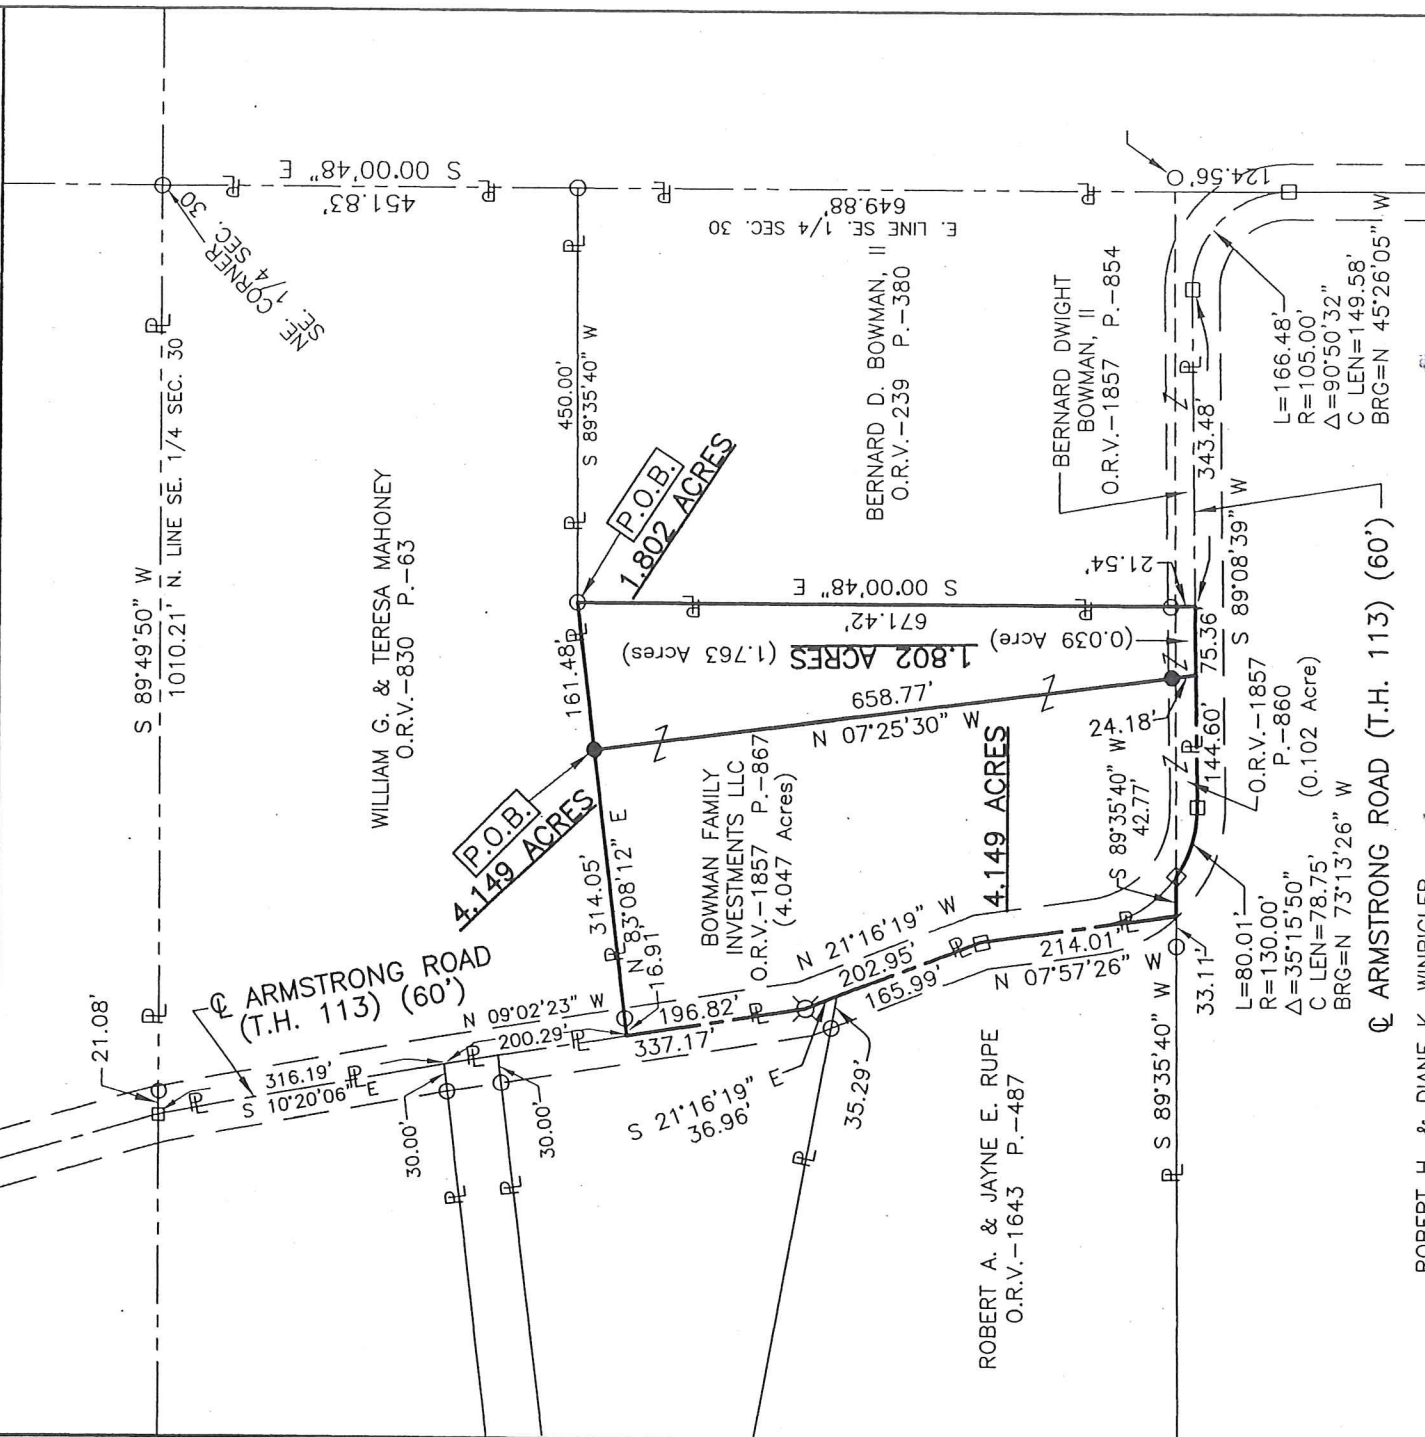 S 00°00'48" E
451.83'
NE. CORNER
SE. 1/4 SEC. 30
S 89°49'50" W
1010.21' N. LINE SE. 1/4 SEC. 30
649.88'
E. LINE SE. 1/4 SEC. 30
124.56'
450.00'
S 89°35'40" W
WILLIAM G. & TERESA MAHONEY
O.R.V.-830 P.-63
P.O.B.
1.802 ACRES
BERNARD D. BOWMAN, II
O.R.V.-239 P.-380
BERNARD DWIGHT
BOWMAN, II
O.R.V.-1857 P.-854
L=166.48'
R=105.00'
Δ=90°50'32"
C LEN=149.58'
BRG=N 45°26'05" W
343.48'
S 89°08'39" W
21.54'
S 00°00'48" E
671.42'
1.802 ACRES (1.763 Acres)
(0.039 Acre)
75.36
161.48'
658.77'
N 07°25'30" W
24.18'
144.60'
O.R.V.-1857
P.-860
(0.102 Acre)
P.O.B.
4.149 ACRES
314.05'
N 83°08'12" E
16.91'
BOWMAN FAMILY
INVESTMENTS LLC
O.R.V.-1857 P.-867
(4.047 Acres)
4.149 ACRES
S 89°35'40" W
42.77'
℄ ARMSTRONG ROAD
(T.H. 113) (60')
21.08'
316.19'
S 10°20'06" E
N 09°02'23" W
200.29'
196.82'
337.17'
N 21°16'19" W
202.95'
165.99'
214.01'
N 07°57'26" W
33.11'
L=80.01'
R=130.00'
Δ=35°15'50"
C LEN=78.75'
BRG=N 73°13'26" W
℄ ARMSTRONG ROAD (T.H. 113) (60')
30.00'
30.00'
S 21°16'19" E
36.96'
35.29'
ROBERT A. & JAYNE E. RUPE
O.R.V.-1643 P.-487
S 89°35'40" W
ROBERT H. & DIANE K.